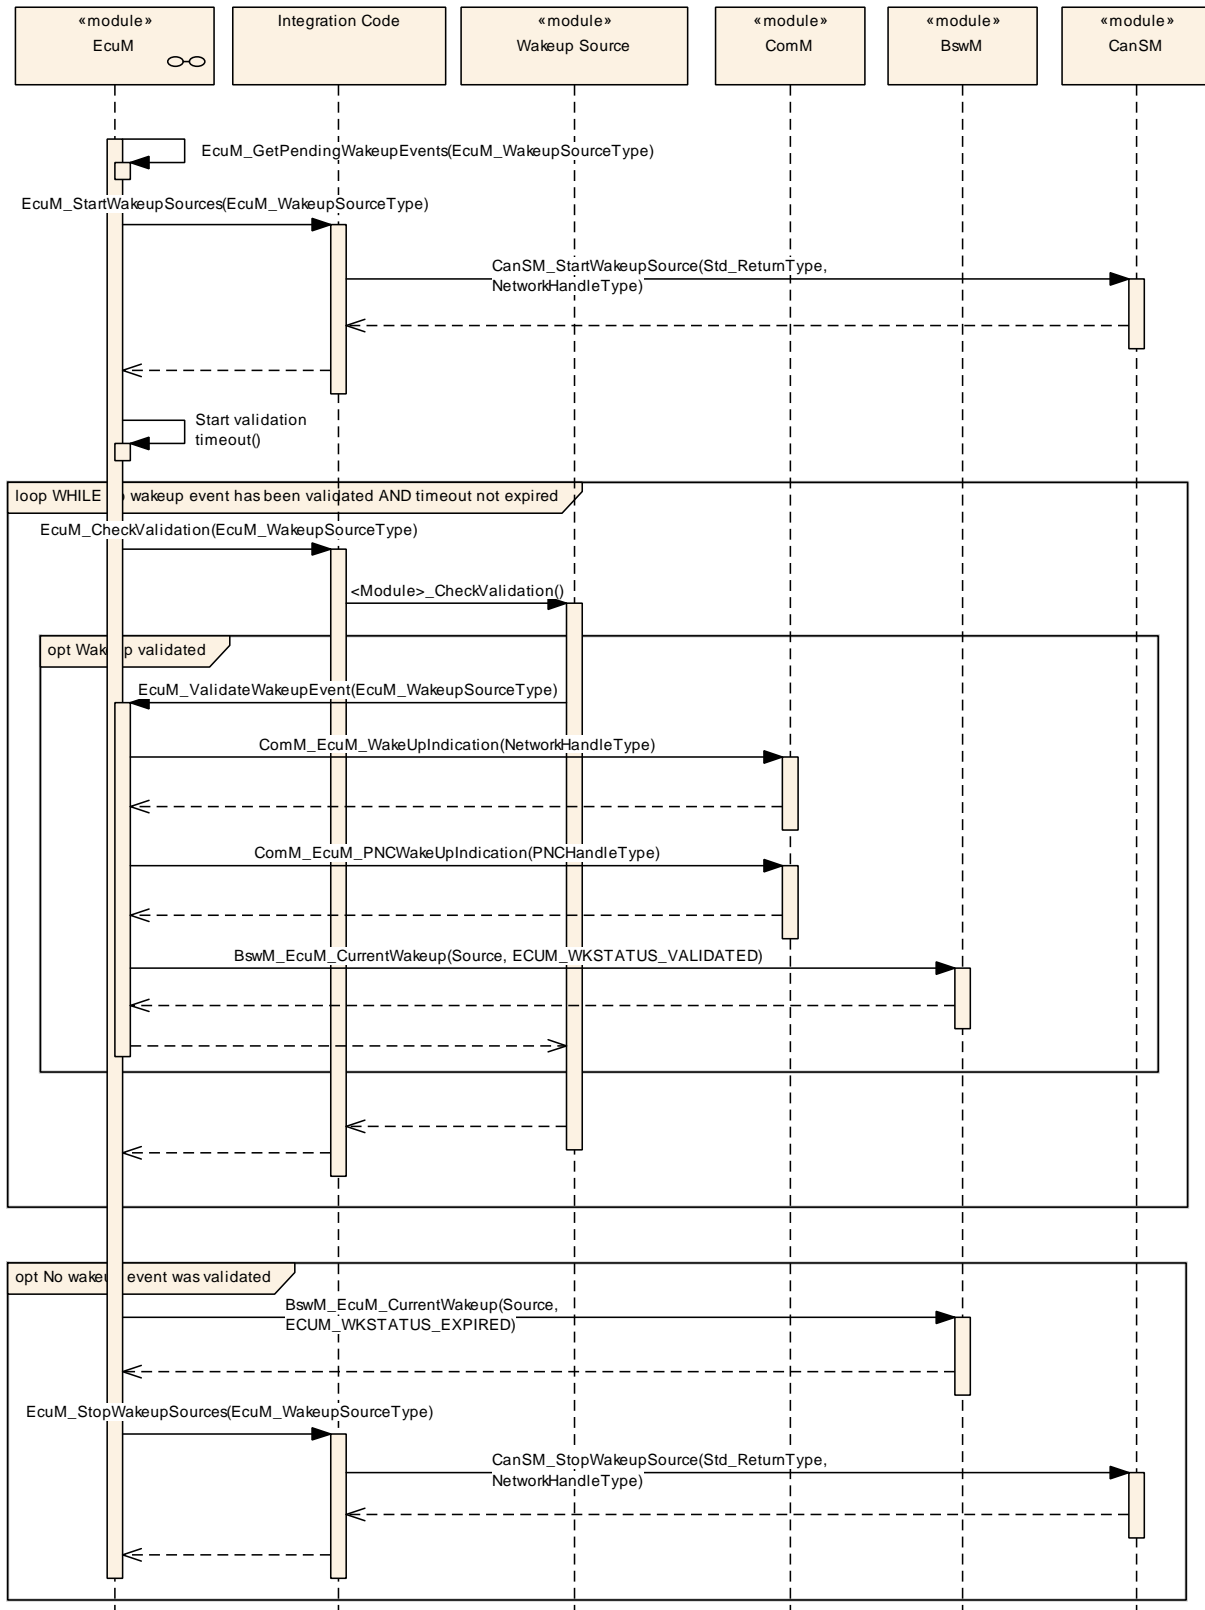 «module»
EcuM
Integration Code
«module»
Wakeup Source
«module»
ComM
«module»
BswM
«module»
CanSM
EcuM_GetPendingWakeupEvents(EcuM_WakeupSourceType)
EcuM_StartWakeupSources(EcuM_WakeupSourceType)
CanSM_StartWakeupSource(Std_ReturnType,
NetworkHandleType)
Start validation
timeout()
loop WHILE wakeup event has been validated AND timeout not expired
EcuM_CheckValidation(EcuM_WakeupSourceType)
<Module>_CheckValidation()
opt Wakeup validated
EcuM_ValidateWakeupEvent(EcuM_WakeupSourceType)
ComM_EcuM_WakeUpIndication(NetworkHandleType)
ComM_EcuM_PNCWakeUpIndication(PNCHandleType)
BswM_EcuM_CurrentWakeup(Source, ECUM_WKSTATUS_VALIDATED)
opt No wakeup event was validated
BswM_EcuM_CurrentWakeup(Source,
ECUM_WKSTATUS_EXPIRED)
EcuM_StopWakeupSources(EcuM_WakeupSourceType)
CanSM_StopWakeupSource(Std_ReturnType,
NetworkHandleType)